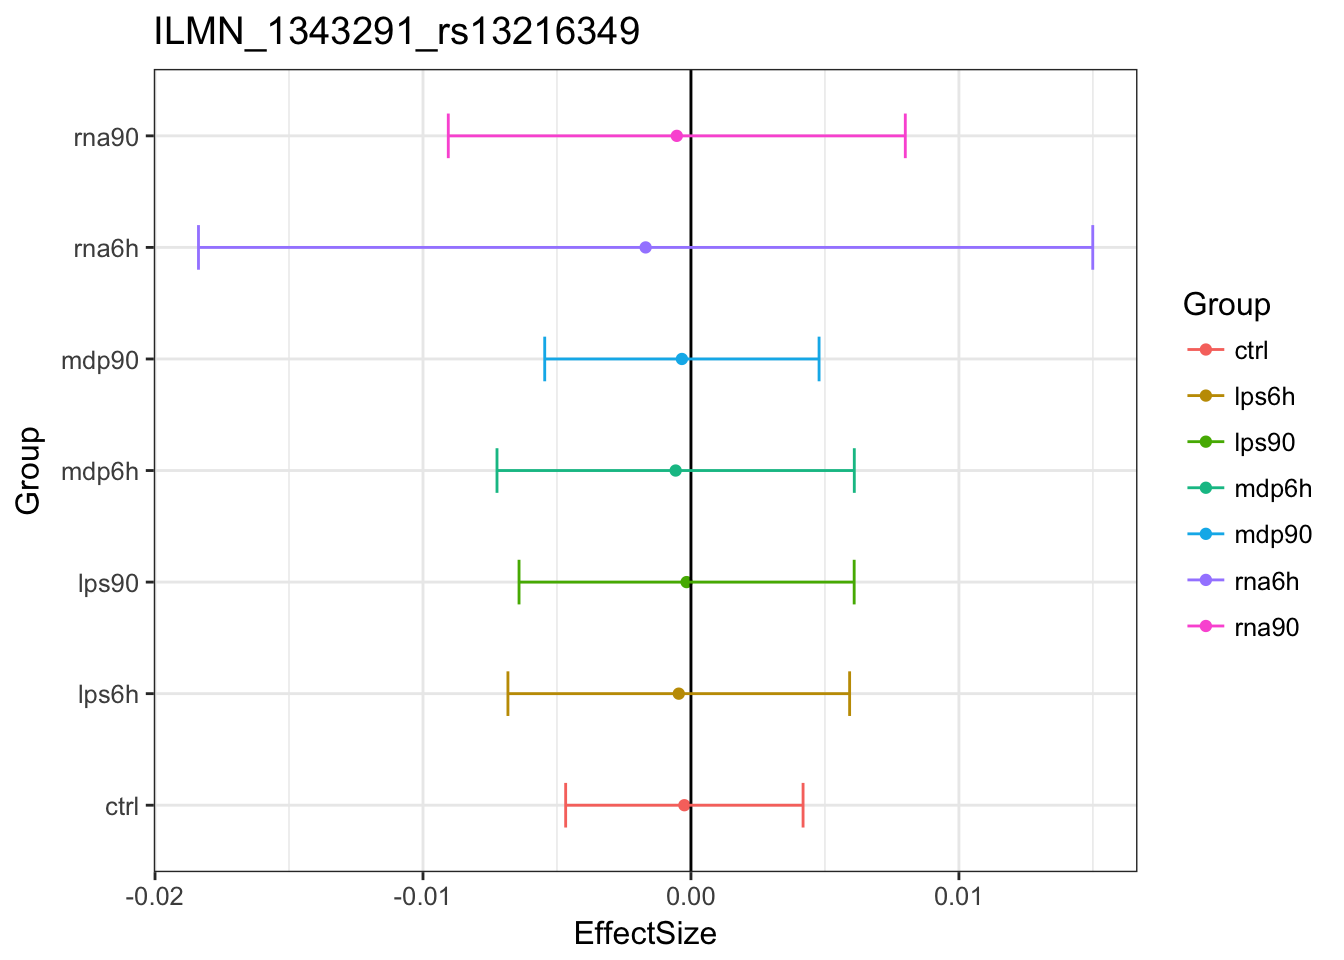 ILMN_1343291_rs13216349
rna90
rna6h
mdp90
mdp6h
lps90
lps6h
ctrl
Group
-0.02
-0.01
0.00
0.01
EffectSize
Group
ctrl
lps6h
lps90
mdp6h
mdp90
rna6h
rna90